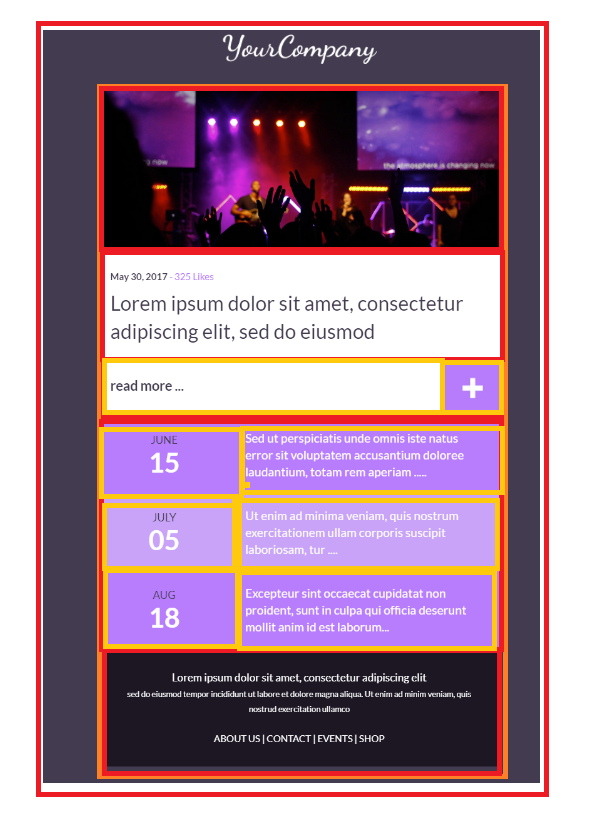 YourCompany
g now
the atmosphere is changing now
May 30, 2017 - 325 Likes
Lorem ipsum dolor sit amet, consectetur
adipiscing elit, sed do eiusmod
read more ...
+
JUNE
15
Sed ut perspiciatis unde omnis iste natus
error sit voluptatem accusantium doloree
laudantium, totam rem aperiam .....
JULY
05
Ut enim ad minima veniam, quis nostrum
exercitationem ullam corporis suscipit
laboriosam, tur ....
AUG
18
Excepteur sint occaecat cupidatat non
proident, sunt in culpa qui officia deserunt
mollit anim id est laborum...
Lorem ipsum dolor sit amet, consectetur adipiscing elit
sed do eiusmod tempor incididunt ut labore et dolore magna aliqua. Ut enim ad minim veniam, quis
nostrud exercitation ullamco
ABOUT US | CONTACT | EVENTS | SHOP